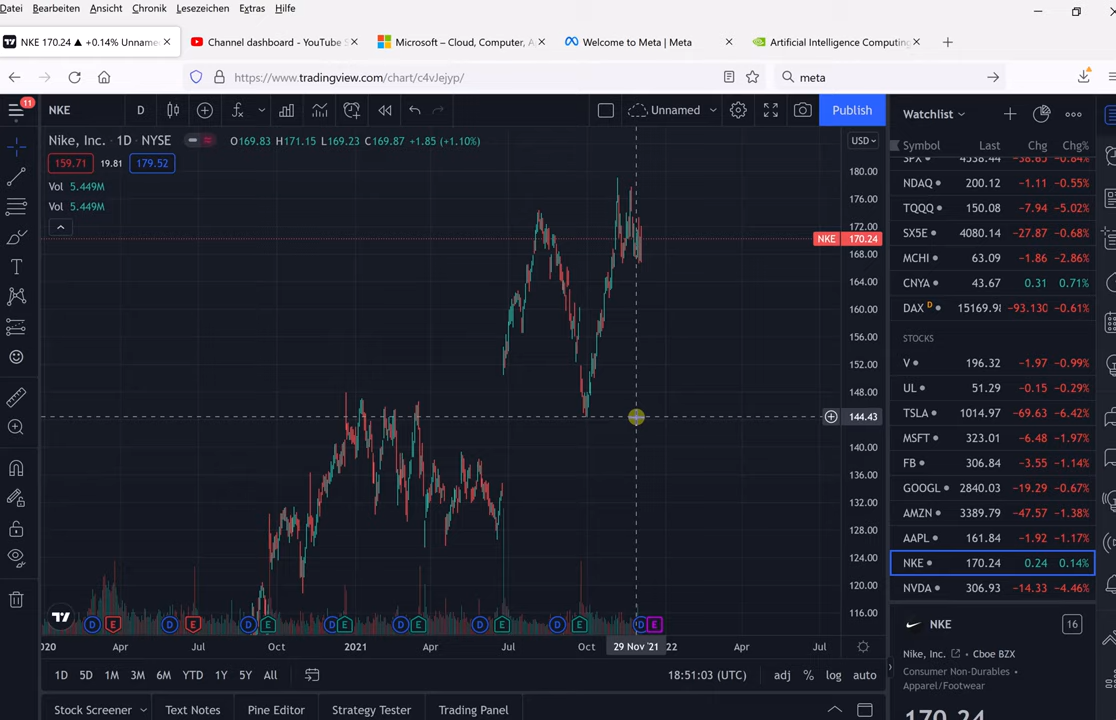 Datei Bearbeiten Ansicht Chronik Lesezeichen Extras Hilfe
NKE 170.24 ▲ +0.14% Unname
Channel dashboard - YouTube S
Microsoft – Cloud, Computer, A
Welcome to Meta | Meta
Artificial Intelligence Computing
https://www.tradingview.com/chart/c4vJejyp/
meta
11
NKE D
Unnamed
Publish
Nike, Inc. · 1D · NYSE
O169.83 H171.15 L169.23 C169.87 +1.85 (+1.10%)
159.71 19.81 179.52
Vol 5.449M
Vol 5.449M
USD
180.00
176.00
172.00
NKE 170.24
168.00
164.00
160.00
156.00
152.00
148.00
144.43
140.00
136.00
132.00
128.00
124.00
120.00
116.00
D E D E D E D E D E D E D E D E
2020 Apr Jul Oct 2021 Apr Jul Oct 29 Nov '21 22 Apr Jul
1D 5D 1M 3M 6M YTD 1Y 5Y All
18:51:03 (UTC) adj % log auto
Stock Screener Text Notes Pine Editor Strategy Tester Trading Panel
Watchlist
Symbol Last Chg Chg%
SPX 4538.44 −38.65 −0.84%
NDAQ 200.12 −1.11 −0.55%
TQQQ 150.08 −7.94 −5.02%
SX5E 4080.14 −27.87 −0.68%
MCHI 63.09 −1.86 −2.86%
CNYA 43.67 0.31 0.71%
DAX D 15169.98 −93.130 −0.61%
STOCKS
V 196.32 −1.97 −0.99%
UL 51.29 −0.15 −0.29%
TSLA 1014.97 −69.63 −6.42%
MSFT 323.01 −6.48 −1.97%
FB 306.84 −3.55 −1.14%
GOOGL 2840.03 −19.29 −0.67%
AMZN 3389.79 −47.57 −1.38%
AAPL 161.84 −1.92 −1.17%
NKE 170.24 0.24 0.14%
NVDA 306.93 −14.33 −4.46%
NKE
16
Nike, Inc. · Cboe BZX
Consumer Non-Durables ·
Apparel/Footwear
170.24